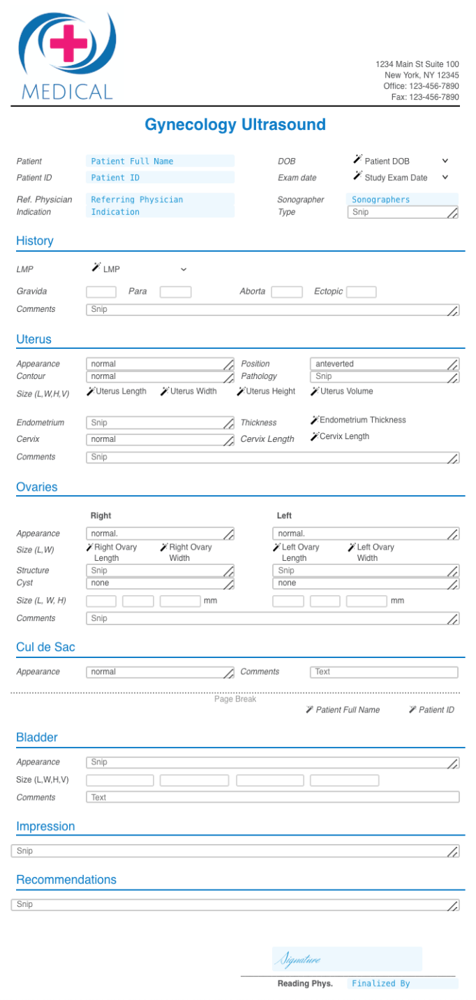 MEDICAL
1234 Main St Suite 100
New York, NY 12345
Office: 123-456-7890
Fax: 123-456-7890
Gynecology Ultrasound
Patient Patient Full Name DOB Patient DOB
Patient ID Patient ID Exam date Study Exam Date
Ref. Physician Referring Physician Sonographer Sonographers
Indication Indication Type Snip
History
LMP LMP
Gravida Para Aborta Ectopic
Comments Snip
Uterus
Appearance normal Position anteverted
Contour normal Pathology Snip
Size (L,W,H,V) Uterus Length Uterus Width Uterus Height Uterus Volume
Endometrium Snip Thickness Endometrium Thickness
Cervix normal Cervix Length Cervix Length
Comments Snip
Ovaries
Right Left
Appearance normal. normal.
Size (L,W) Right Ovary Length Right Ovary Width Left Ovary Length Left Ovary Width
Structure Snip Snip
Cyst none none
Size (L, W, H) mm mm
Comments Snip
Cul de Sac
Appearance normal Comments Text
Page Break
Patient Full Name Patient ID
Bladder
Appearance Snip
Size (L,W,H,V)
Comments Text
Impression
Snip
Recommendations
Snip
Signature
Reading Phys. Finalized By